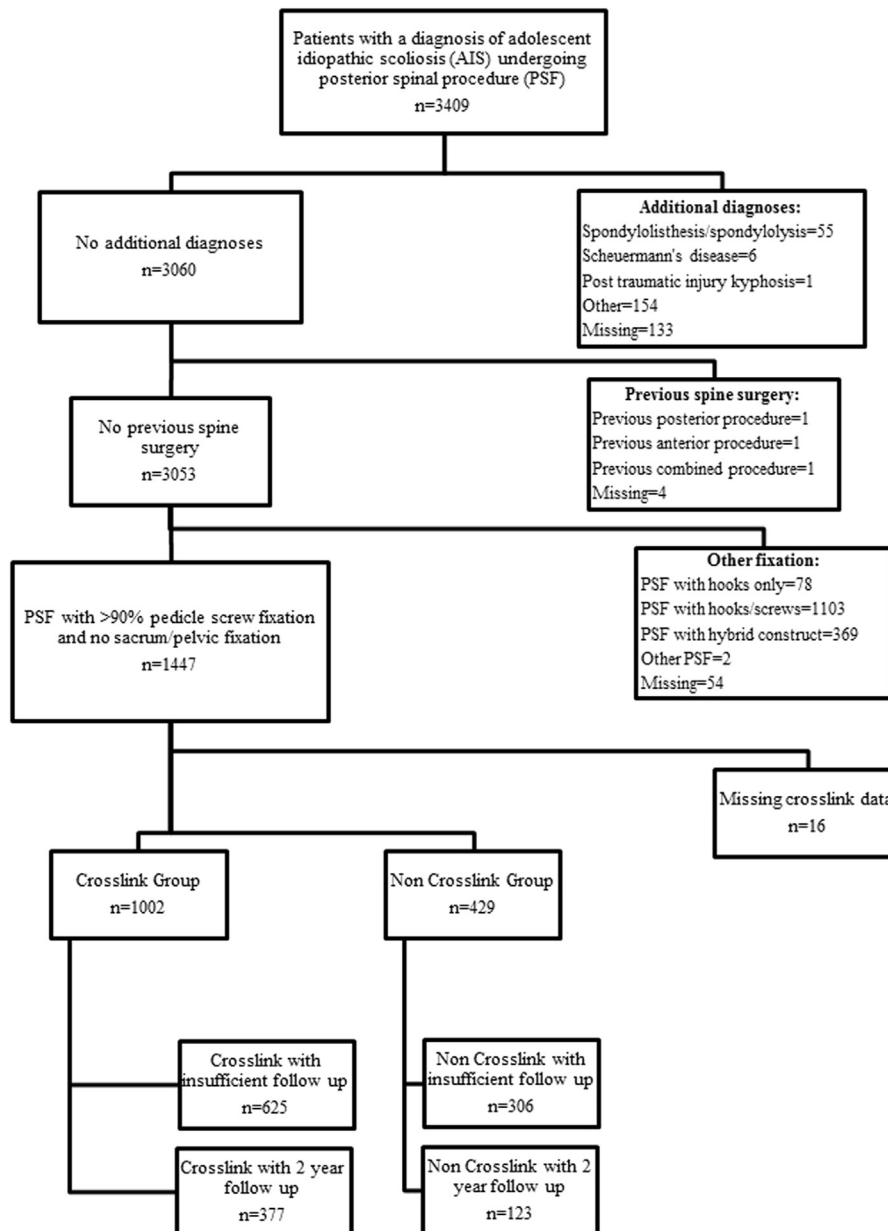 Patients with a diagnosis of adolescent
idiopathic scoliosis (AIS) undergoing
posterior spinal procedure (PSF)
n=3409
No additional diagnoses
n=3060
Additional diagnoses:
Spondylolisthesis/spondylolysis=55
Scheuermann's disease=6
Post traumatic injury kyphosis=1
Other=154
Missing=133
No previous spine
surgery
n=3053
Previous spine surgery:
Previous posterior procedure=1
Previous anterior procedure=1
Previous combined procedure=1
Missing=4
PSF with >90% pedicle screw fixation
and no sacrum/pelvic fixation
n=1447
Other fixation:
PSF with hooks only=78
PSF with hooks/screws=1103
PSF with hybrid construct=369
Other PSF=2
Missing=54
Missing crosslink data
n=16
Crosslink Group
n=1002
Non Crosslink Group
n=429
Crosslink with
insufficient follow up
n=625
Non Crosslink with
insufficient follow up
n=306
Crosslink with 2 year
follow up
n=377
Non Crosslink with 2
year follow up
n=123